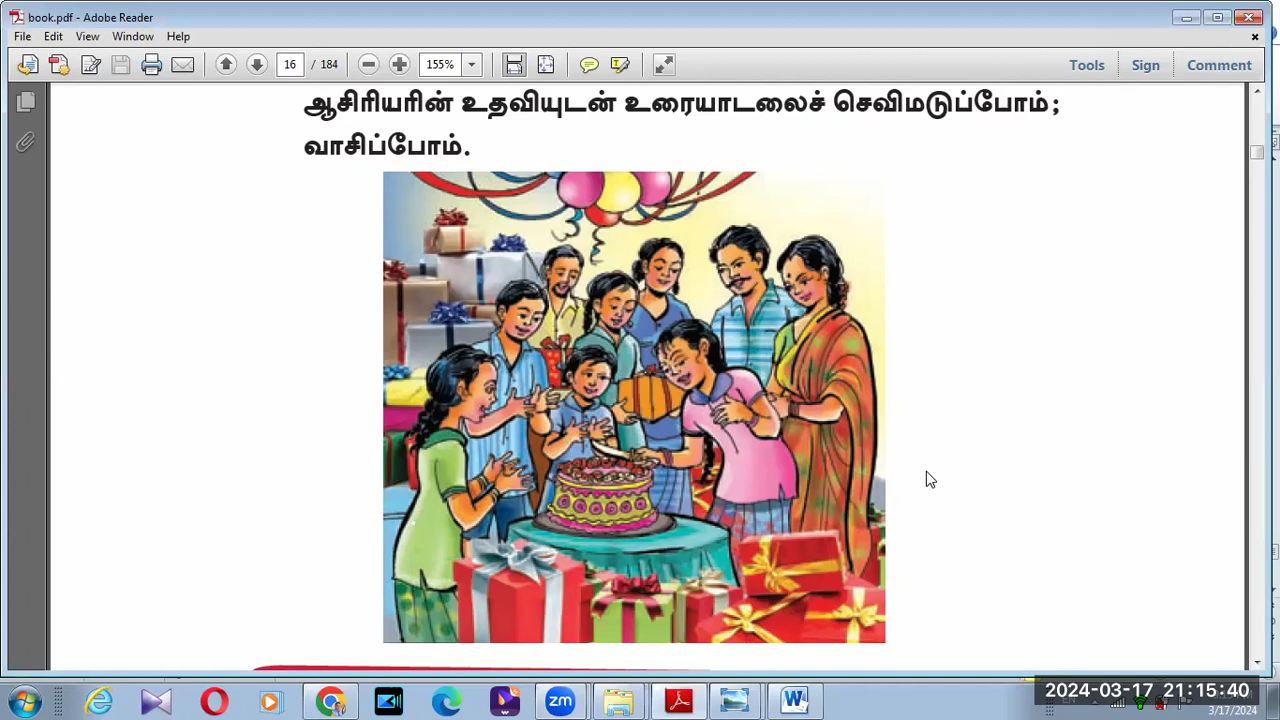 book.pdf - Adobe Reader
File Edit View Window Help
16 / 184 155% Tools Sign Comment
ஆசிரியரின் உதவியுடன் உரையாடலைச் செவிமடுப்போம்;
வாசிப்போம்.
2024-03-17 21:15:40
3/17/2024